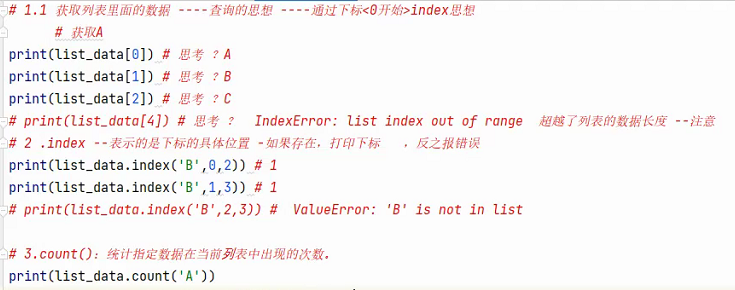 # 1.1 获取列表里面的数据 ----查询的思想 ----通过下标<0开始>index思想
# 获取A
print(list_data[0]) # 思考 ？A
print(list_data[1]) # 思考 ？B
print(list_data[2]) # 思考 ？C
# print(list_data[4]) # 思考 ？ IndexError: list index out of range 超越了列表的数据长度 --注意
# 2 .index --表示的是下标的具体位置 -如果存在，打印下标 ，反之报错误
print(list_data.index('B',0,2)) # 1
print(list_data.index('B',1,3)) # 1
# print(list_data.index('B',2,3)) # ValueError: 'B' is not in list
# 3.count()：统计指定数据在当前列表中出现的次数。
print(list_data.count('A'))